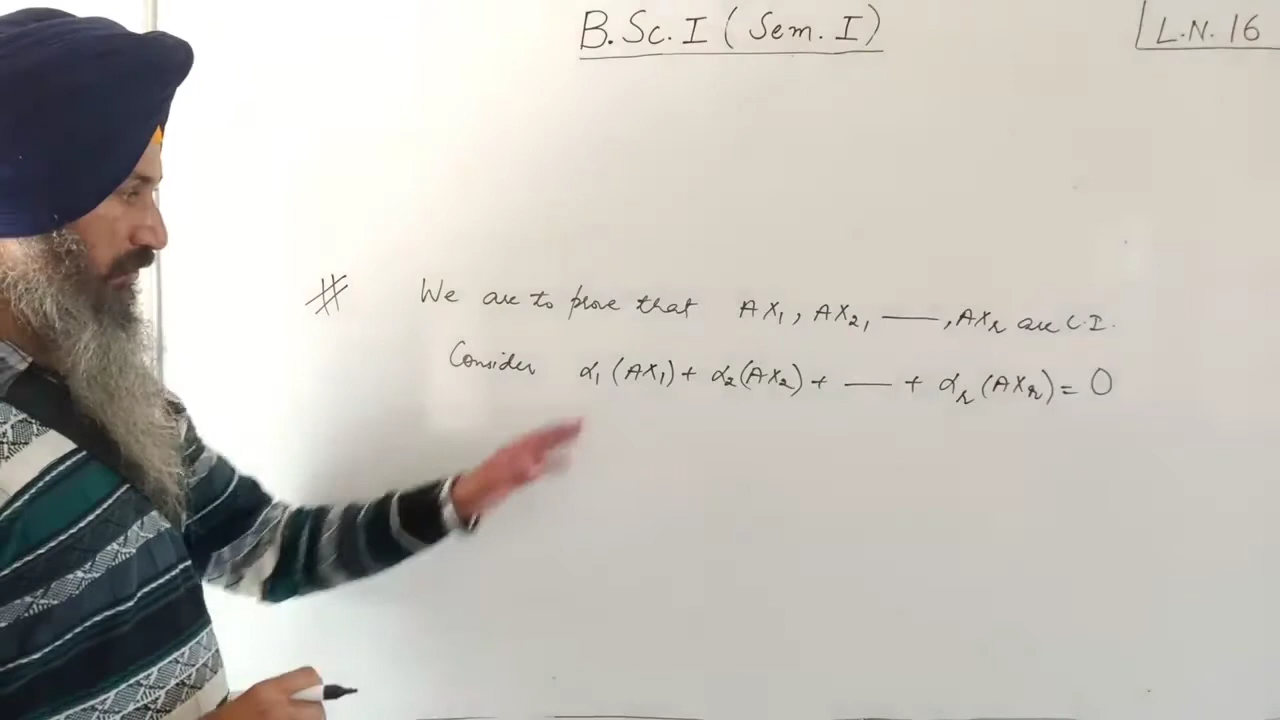 B.Sc. I (Sem. I)
L.N. 16
# We are to prove that AX₁, AX₂, —, AXᵣ are L.I.
Consider α₁(AX₁) + α₂(AX₂) + — + αᵣ(AXᵣ) = 0